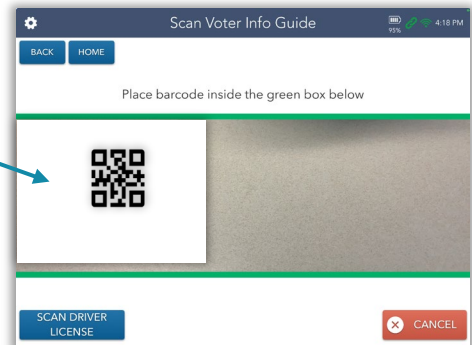 Scan Voter Info Guide
95%
4:18 PM
BACK
HOME
Place barcode inside the green box below
SCAN DRIVER
LICENSE
CANCEL